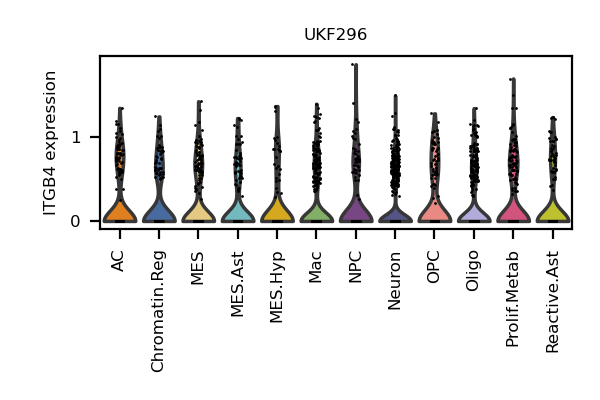 UKF296
ITGB4 expression
1
0
AC
Chromatin.Reg
MES
MES.Ast
MES.Hyp
Mac
NPC
Neuron
OPC
Oligo
Prolif.Metab
Reactive.Ast